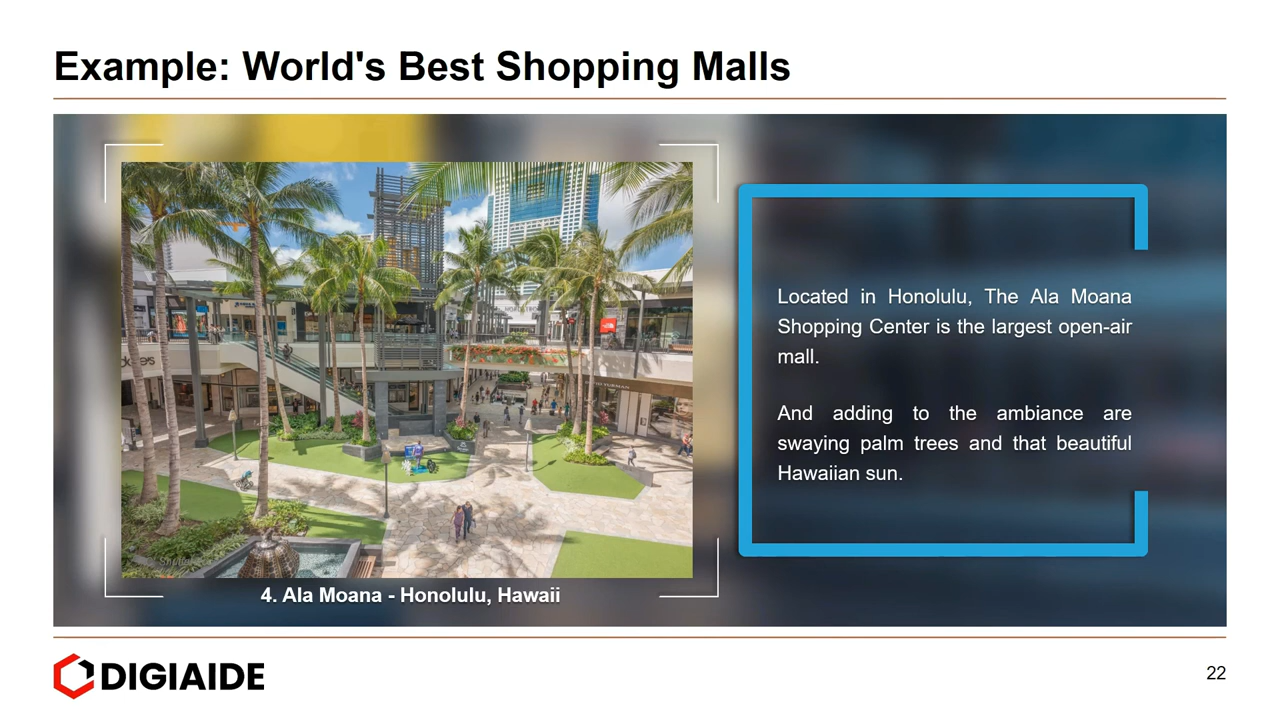 Example: World's Best Shopping Malls
4. Ala Moana - Honolulu, Hawaii
Located in Honolulu, The Ala Moana
Shopping Center is the largest open-air
mall.
And adding to the ambiance are
swaying palm trees and that beautiful
Hawaiian sun.
DIGIAIDE
22